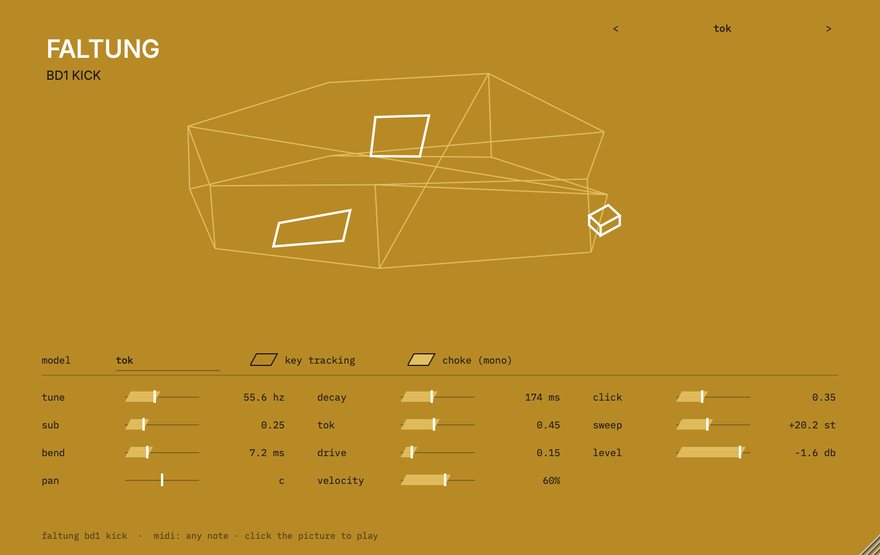 < tok >
FALTUNG
BD1 KICK
model tok key tracking choke (mono)
tune 55.6 hz decay 174 ms click 0.35
sub 0.25 tok 0.45 sweep +20.2 st
bend 7.2 ms drive 0.15 level -1.6 db
pan c velocity 60%
faltung bd1 kick · midi: any note · click the picture to play